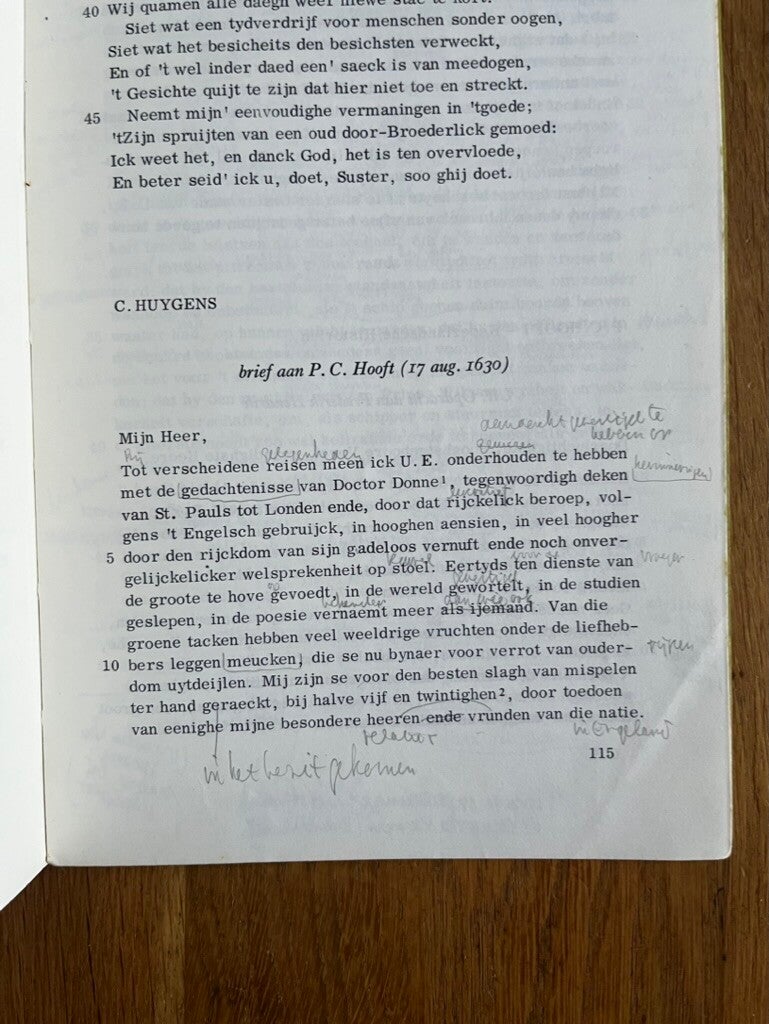 40 Wij quamen alle daegh weer niewe stae te kort.
Siet wat een tydverdrijf voor menschen sonder oogen,
Siet wat het besicheits den besichsten verweckt,
En of 't wel inder daed een' saeck is van meedogen,
't Gesichte quijt te zijn dat hier niet toe en streckt.
45 Neemt mijn' eenvoudighe vermaningen in 'tgoede;
'tZijn spruijten van een oud door-Broederlick gemoed:
Ick weet het, en danck God, het is ten overvloede,
En beter seid' ick u, doet, Suster, soo ghij doet.
C. HUYGENS
brief aan P. C. Hooft (17 aug. 1630)
hebben op
Mijn Heer,
Bij gelegenheden
Tot verscheidene reisen meen ick U. E. onderhouden te hebben
herinneringen
met de gedachtenisse van Doctor Donne¹, tegenwoordigh deken
van St. Pauls tot Londen ende, door dat rijckelick beroep, vol-
gens 't Engelsch gebruijck, in hooghen aensien, in veel hoogher
5 door den rijckdom van sijn gadeloos vernuft ende noch onver-
gelijckelicker welsprekenheit op stoel. Eertyds ten dienste van
vroeger
de groote te hove gevoedt, in de wereld gewortelt, in de studien
geslepen, in de poesie vernaemt meer als ijemand. Van die
groene tacken hebben veel weeldrige vruchten onder de liefheb-
10 bers leggen meucken, die se nu bynaer voor verrot van ouder-
rijpen
dom uytdeijlen. Mij zijn se voor den besten slagh van mispelen
ter hand geraeckt, bij halve vijf en twintighen², door toedoen
van eenighe mijne besondere heeren ende vrunden van die natie.
in Engeland
in het bezit gekomen
115